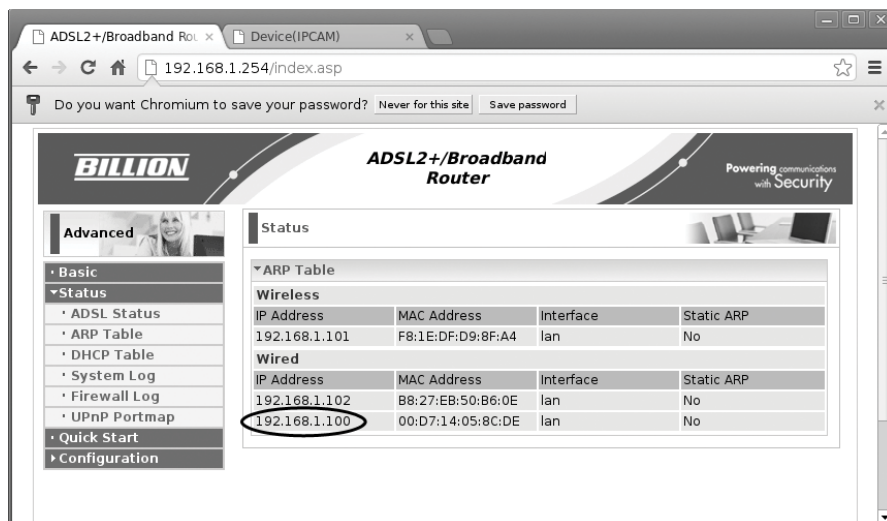 ADSL2+/Broadband Rou
Device(IPCAM)
192.168.1.254/index.asp
Do you want Chromium to save your password? Never for this site Save password
BILLION
ADSL2+/Broadband
Router
Powering communications
with Security
Advanced
Status
· Basic
▾Status
· ADSL Status
· ARP Table
· DHCP Table
· System Log
· Firewall Log
· UPnP Portmap
· Quick Start
▸Configuration
▾ARP Table
Wireless
IP Address MAC Address Interface Static ARP
192.168.1.101 F8:1E:DF:D9:8F:A4 lan No
Wired
IP Address MAC Address Interface Static ARP
192.168.1.102 B8:27:EB:50:B6:0E lan No
192.168.1.100 00:D7:14:05:8C:DE lan No